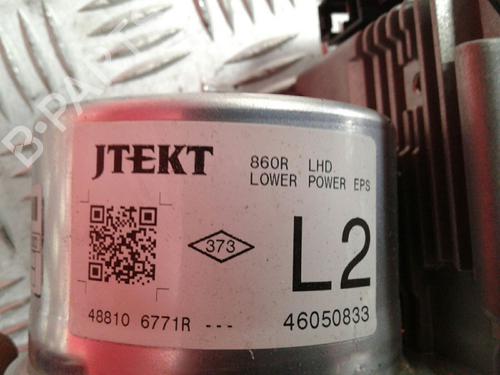 B-PARTS
JTEKT
860R LHD
LOWER POWER EPS
373
L2
48810 6771R ---
46050833